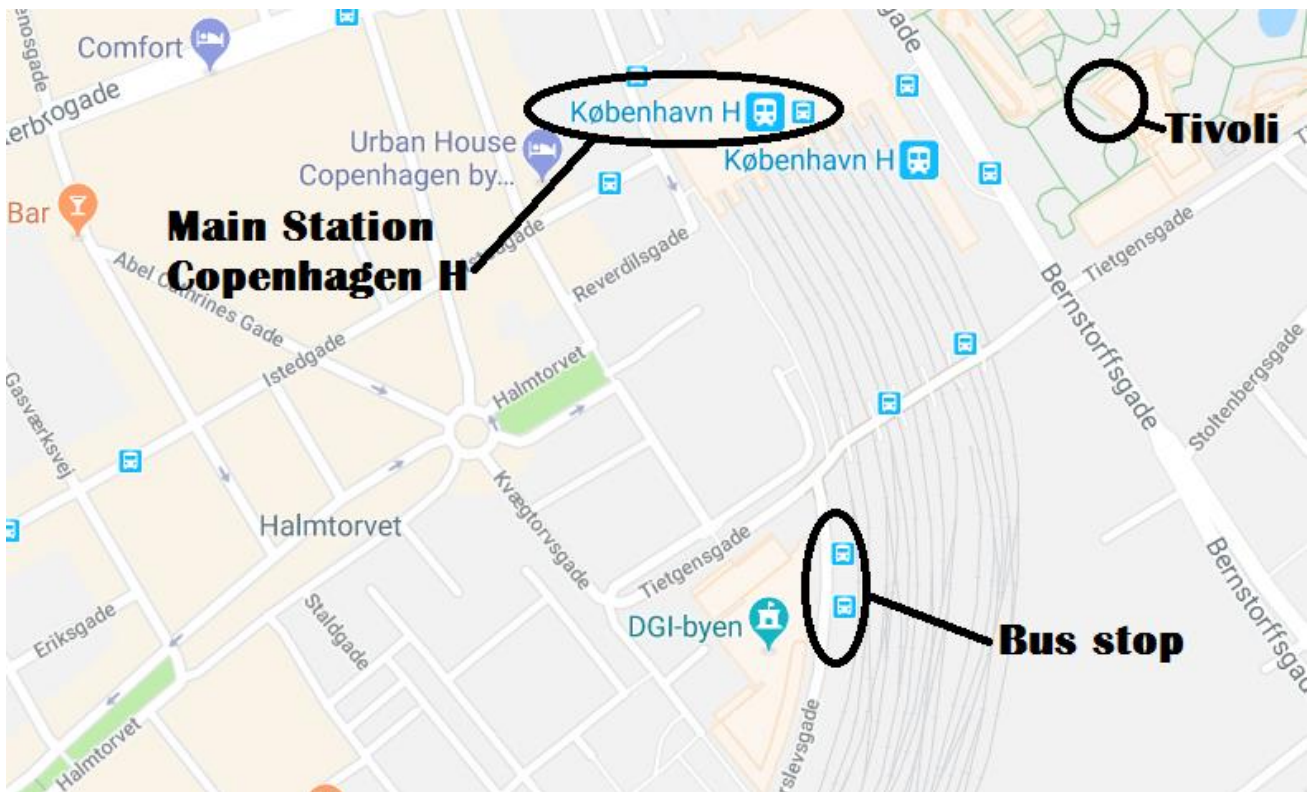 Comfort
Urban House
Copenhagen by...
Bar
København H
København H
Tivoli
Main Station
Copenhagen H
Abel Cathrines Gade
Istedgade
Reverdilsgade
Tietgensgade
Bernstorffsgade
Stoltenbergsgade
Halmtorvet
Gasværksvej
Halmtorvet
Kvægtorvsgade
Tietgensgade
Eriksgade
Staldgade
DGI-byen
Bus stop
Halmtorvet